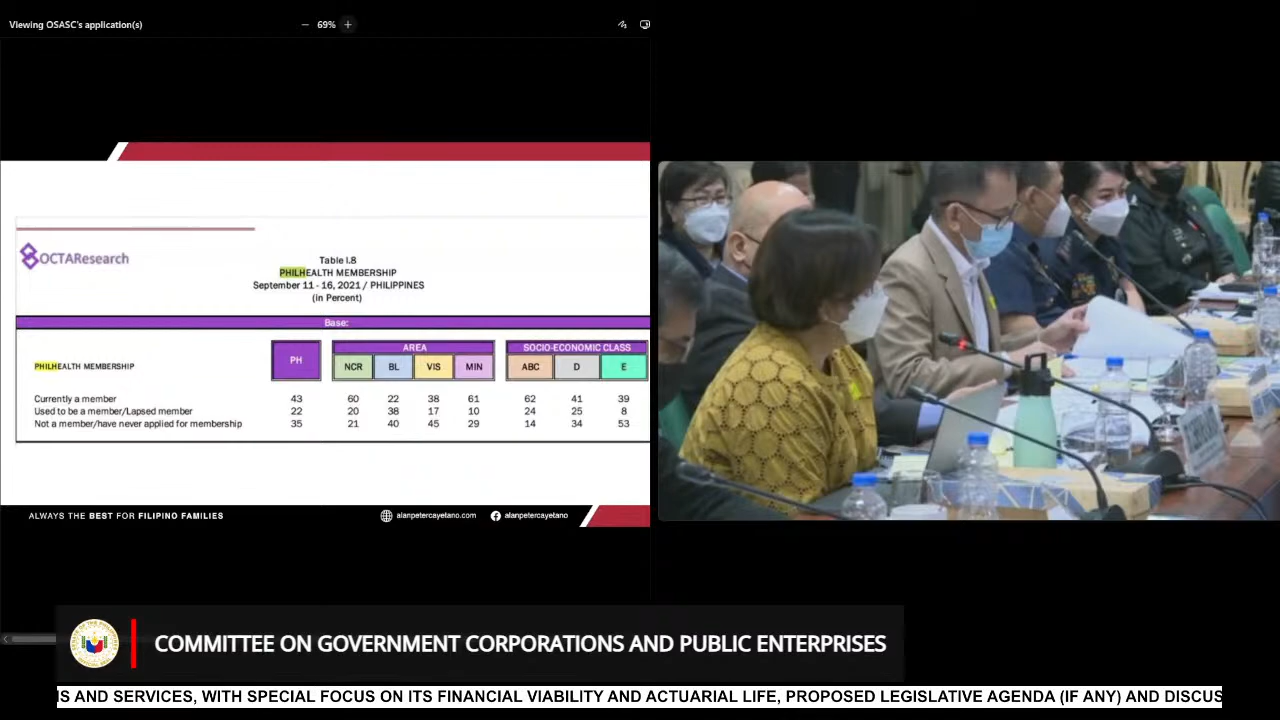 Viewing OSASC's application(s)
69%
OCTAResearch
Table I.8
PHILHEALTH MEMBERSHIP
September 11 - 16, 2021 / PHILIPPINES
(in Percent)
Base:
PHILHEALTH MEMBERSHIP
PH
AREA
SOCIO-ECONOMIC CLASS
NCR BL VIS MIN ABC D E
Currently a member 43 60 22 38 61 62 41 39
Used to be a member/Lapsed member 22 20 38 17 10 24 25 8
Not a member/have never applied for membership 35 21 40 45 29 14 34 53
ALWAYS THE BEST FOR FILIPINO FAMILIES
alanpetercayetano.com alanpetercayetano
COMMITTEE ON GOVERNMENT CORPORATIONS AND PUBLIC ENTERPRISES
NS AND SERVICES, WITH SPECIAL FOCUS ON ITS FINANCIAL VIABILITY AND ACTUARIAL LIFE, PROPOSED LEGISLATIVE AGENDA (IF ANY) AND DISCUS